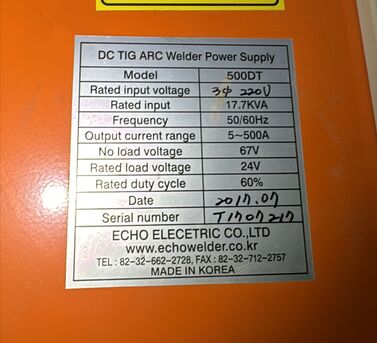 DC TIG ARC Welder Power Supply
Model 500DT
Rated input voltage 3Φ 220V
Rated input 17.7KVA
Frequency 50/60Hz
Output current range 5~500A
No load voltage 67V
Rated load voltage 24V
Rated duty cycle 60%
Date 2017.07
Serial number T1707217
ECHO ELECETRIC CO.,LTD
www.echowelder.co.kr
TEL : 82-32-662-2728, FAX : 82-32-712-2757
MADE IN KOREA